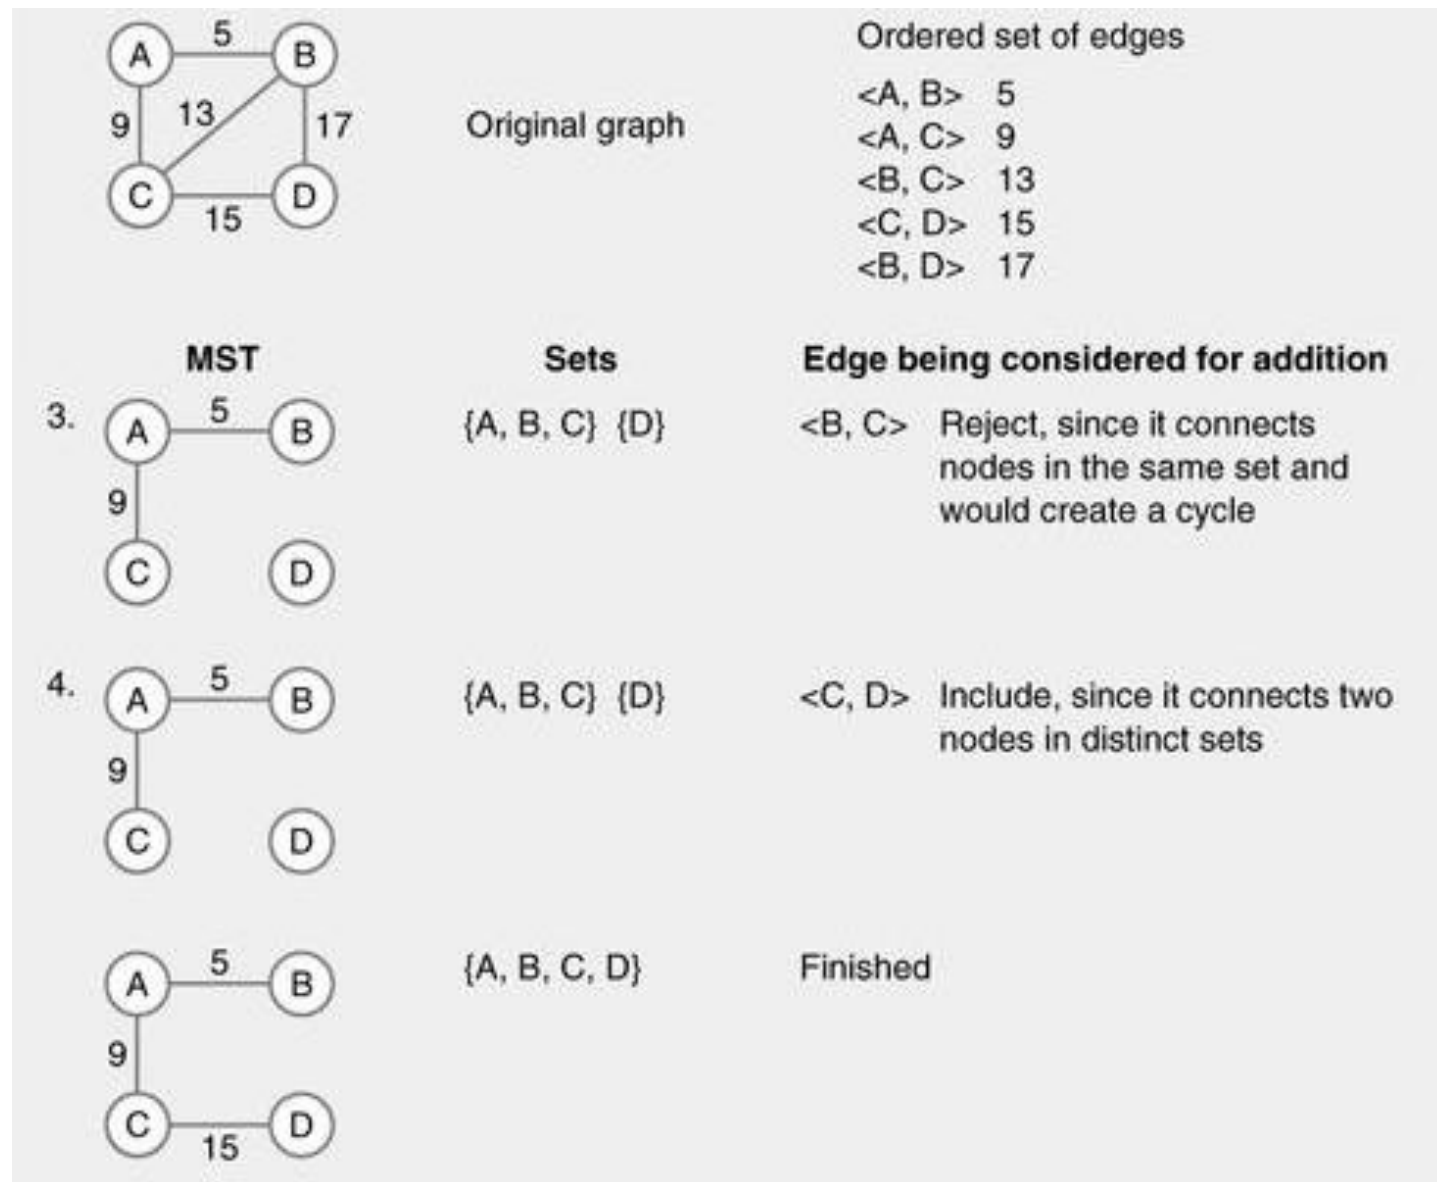 A 5 B
9 13 17
C 15 D
Original graph
Ordered set of edges
<A, B> 5
<A, C> 9
<B, C> 13
<C, D> 15
<B, D> 17
MST Sets Edge being considered for addition
3. A 5 B
9
C D
{A, B, C} {D}
<B, C> Reject, since it connects
nodes in the same set and
would create a cycle
4. A 5 B
9
C D
{A, B, C} {D}
<C, D> Include, since it connects two
nodes in distinct sets
A 5 B
9
C 15 D
{A, B, C, D}
Finished